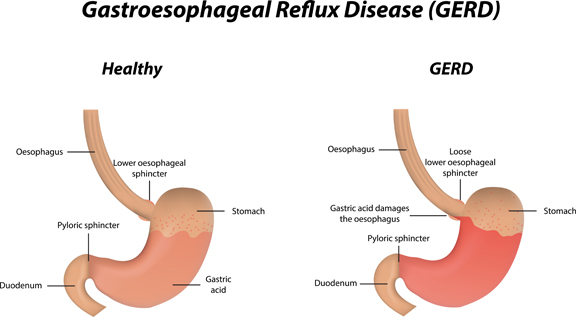 Gastroesophageal Reflux Disease (GERD)
Healthy
Oesophagus
Lower oesophageal
sphincter
Stomach
Pyloric sphincter
Duodenum
Gastric
acid
GERD
Oesophagus
Loose
lower oesophageal
sphincter
Gastric acid damages
the oesophagus
Stomach
Pyloric sphincter
Duodenum